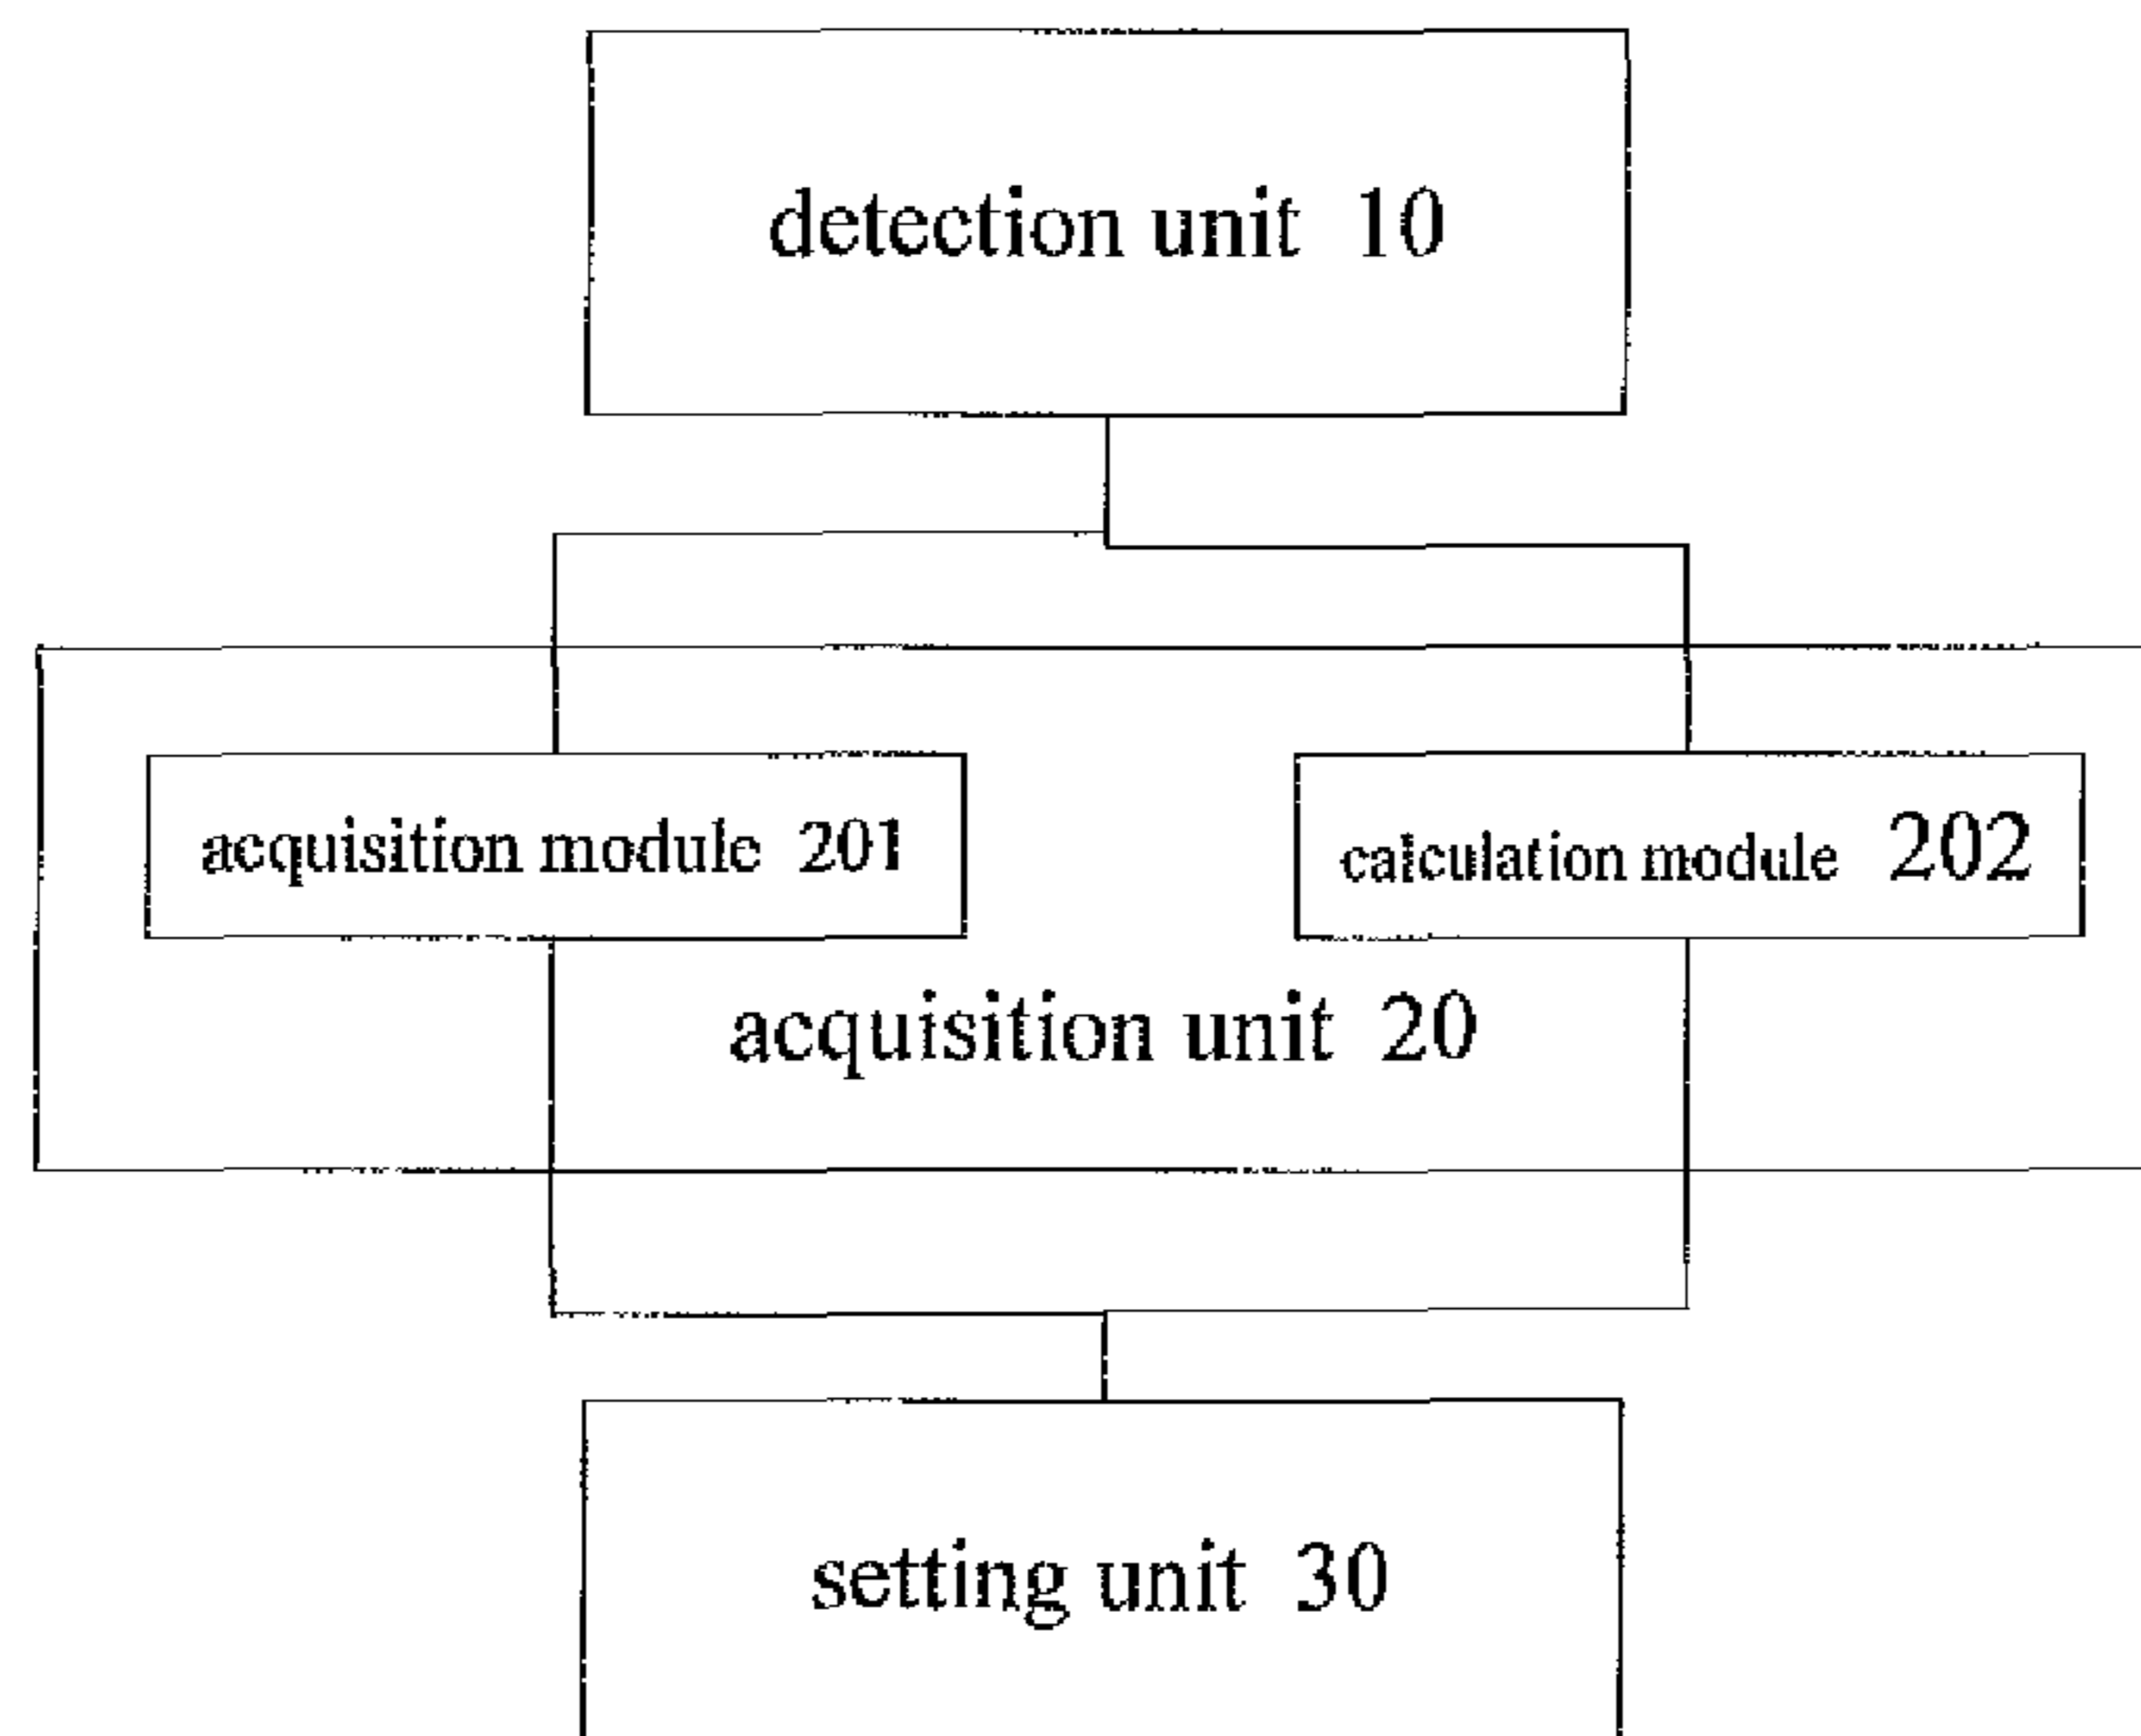 detection unit 10
acquisition module 201
calculation module 202
acquisition unit 20
setting unit 30